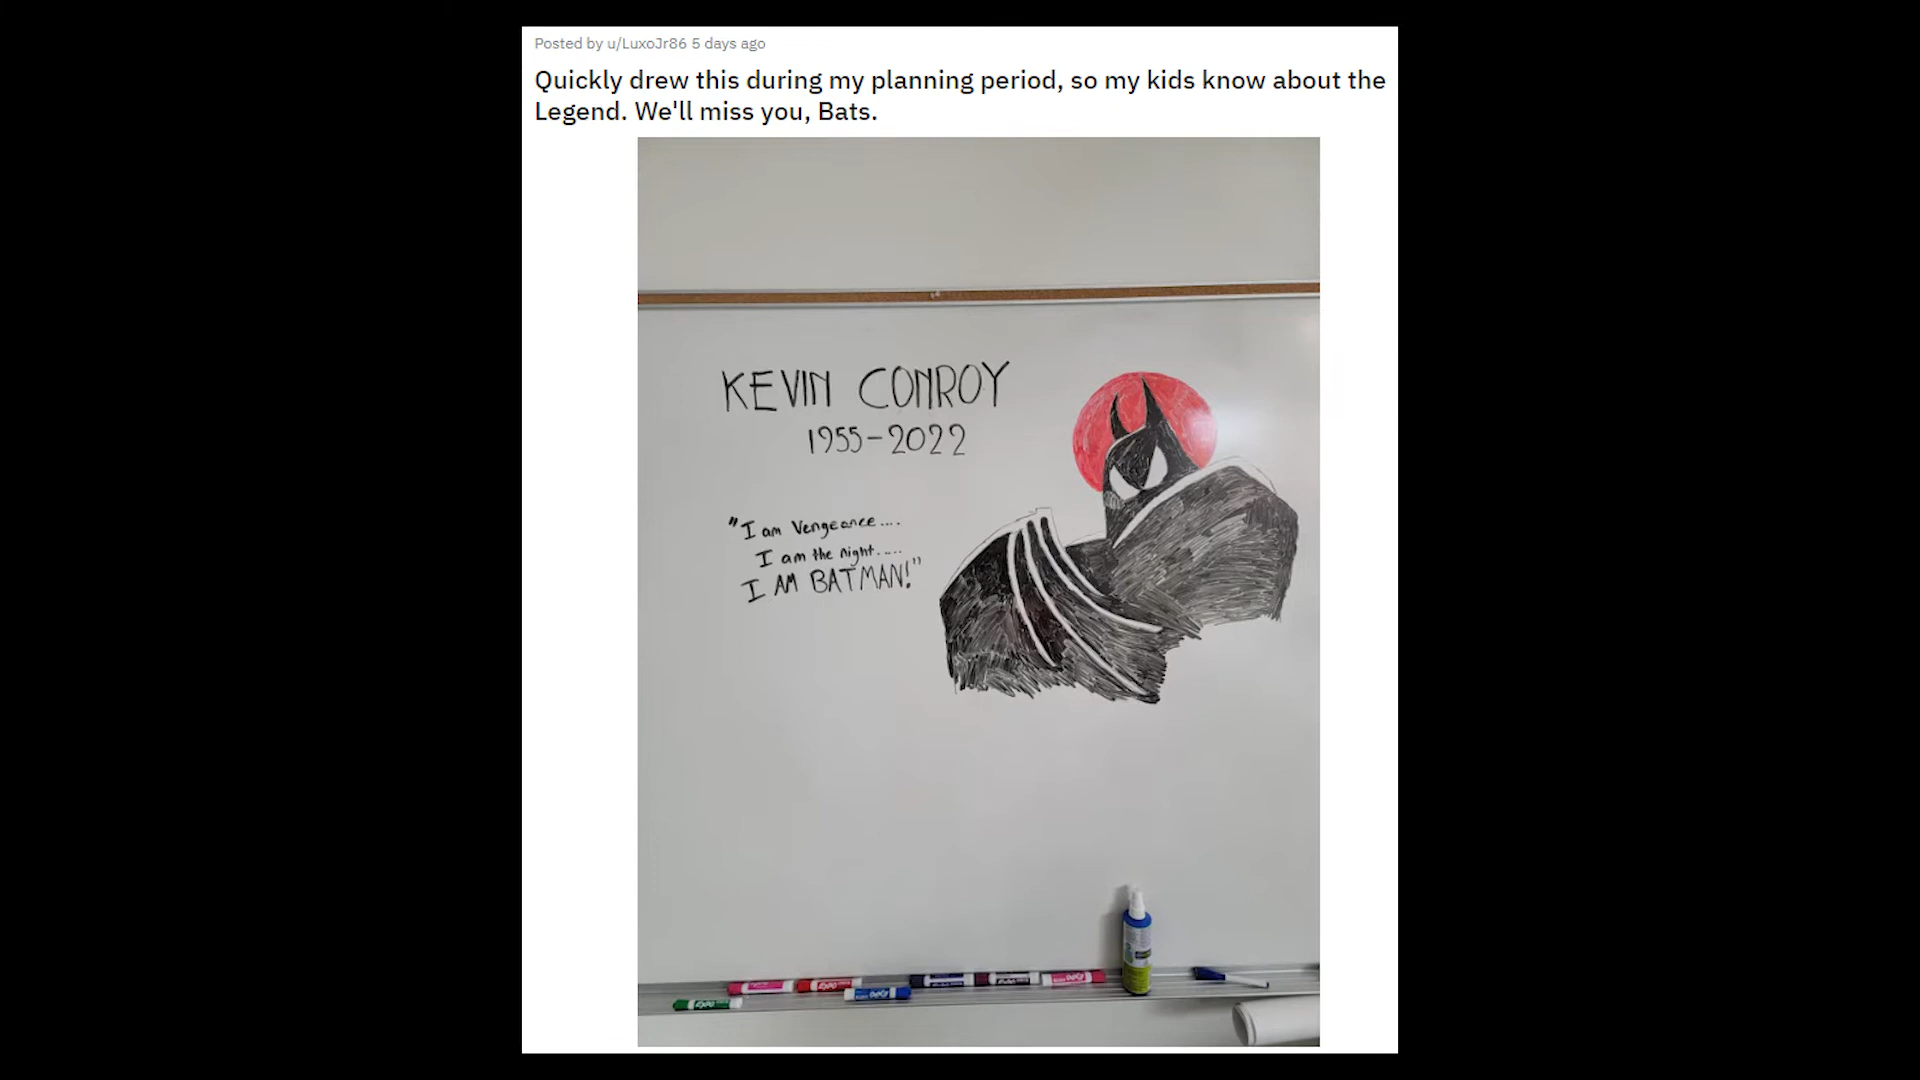 Posted by u/LuxoJr86 5 days ago
Quickly drew this during my planning period, so my kids know about the
Legend. We'll miss you, Bats.
KEVIN CONROY
1955-2022
"I am Vengeance....
I am the night.....
I AM BATMAN!"